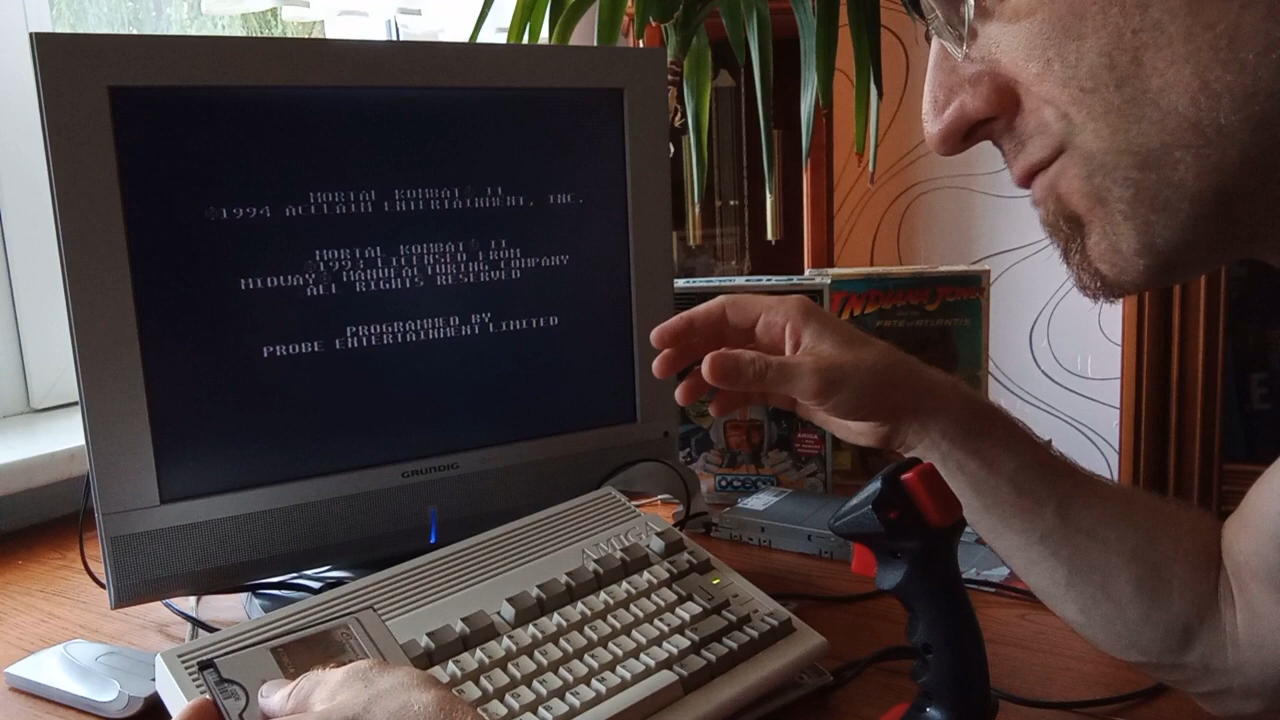 MORTAL KOMBAT® II
©1994 ACCLAIM ENTERTAINMENT, INC.
MORTAL KOMBAT® II
©1993 LICENSED FROM
MIDWAY® MANUFACTURING COMPANY
ALL RIGHTS RESERVED
PROGRAMMED BY
PROBE ENTERTAINMENT LIMITED
GRUNDIG
INDIANA JONES
FATE OF ATLANTIS
AMIGA
ocean
AMIGA